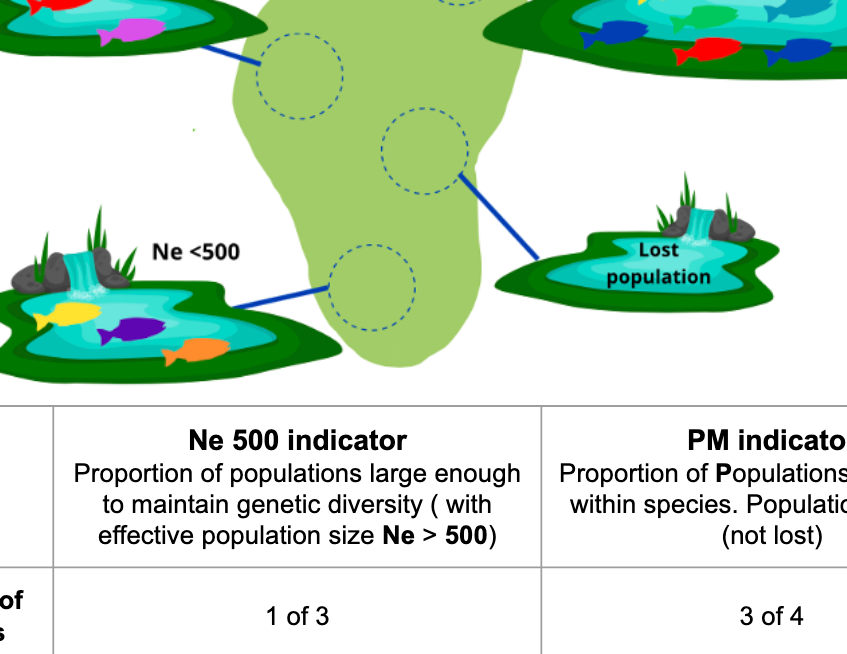 Ne <500
Lost
population
Ne 500 indicator
Proportion of populations large enough
to maintain genetic diversity ( with
effective population size Ne > 500)
PM indicato
Proportion of Populations
within species. Populatio
(not lost)
of
s
1 of 3
3 of 4